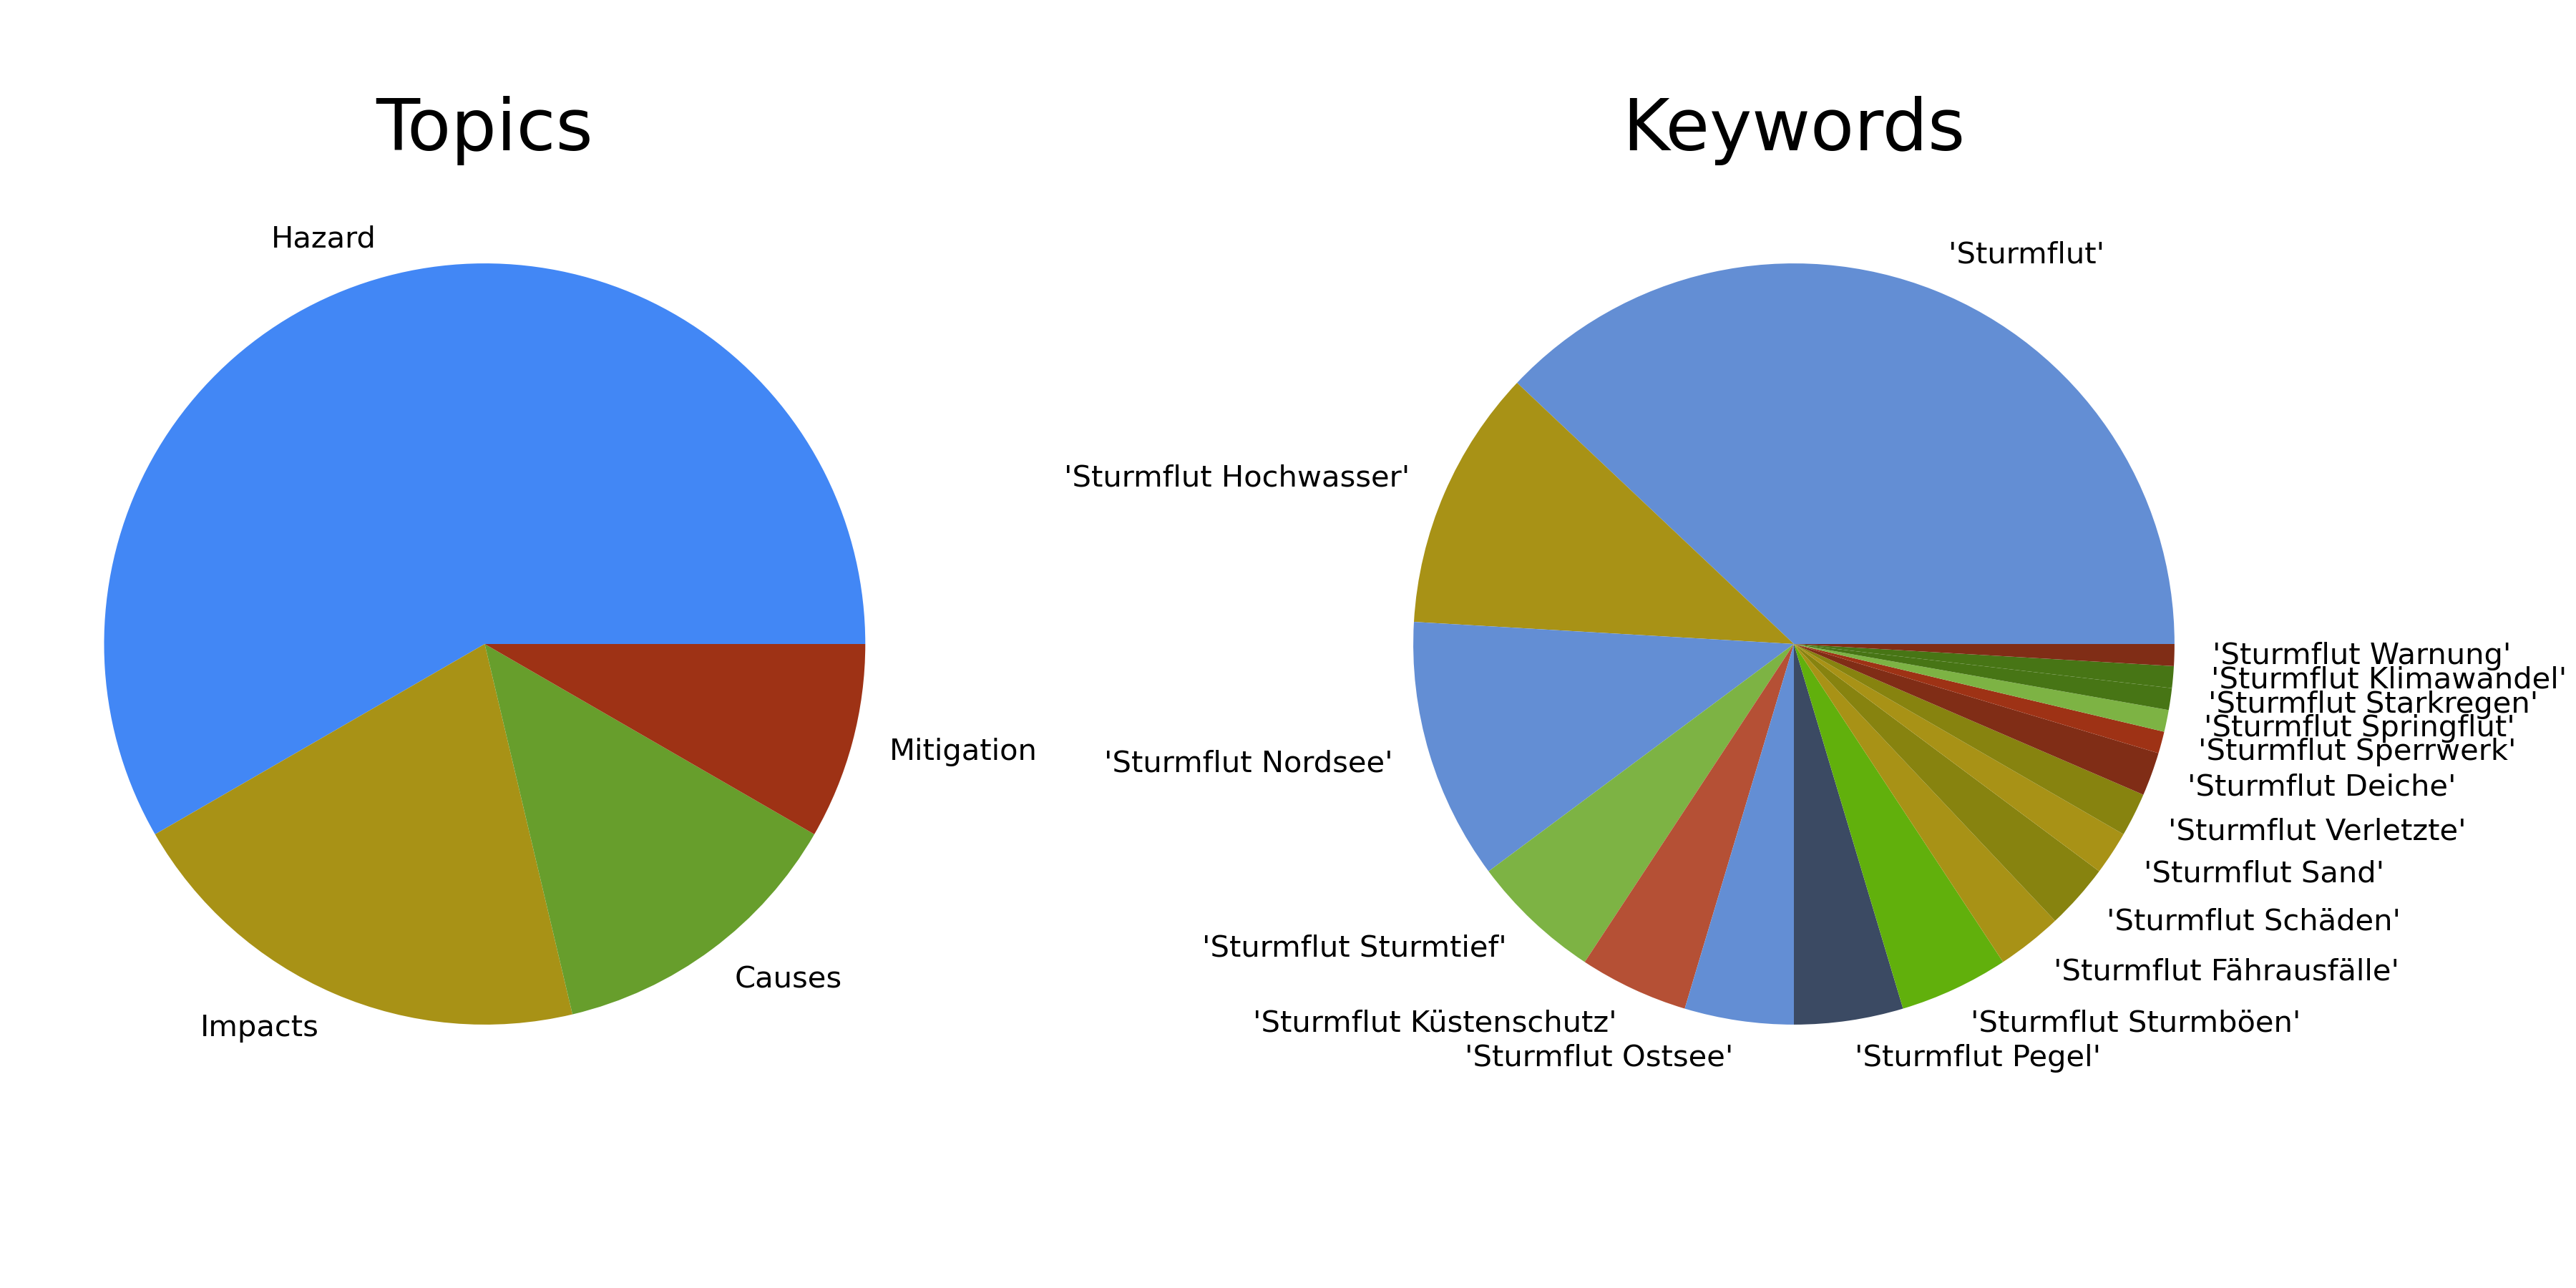 Topics
Hazard
Impacts
Causes
Mitigation
Keywords
'Sturmflut'
'Sturmflut Hochwasser'
'Sturmflut Nordsee'
'Sturmflut Sturmtief'
'Sturmflut Küstenschutz'
'Sturmflut Ostsee'
'Sturmflut Pegel'
'Sturmflut Sturmböen'
'Sturmflut Fährausfälle'
'Sturmflut Schäden'
'Sturmflut Sand'
'Sturmflut Verletzte'
'Sturmflut Deiche'
'Sturmflut Sperrwerk'
'Sturmflut Springflut'
'Sturmflut Starkregen'
'Sturmflut Klimawandel'
'Sturmflut Warnung'